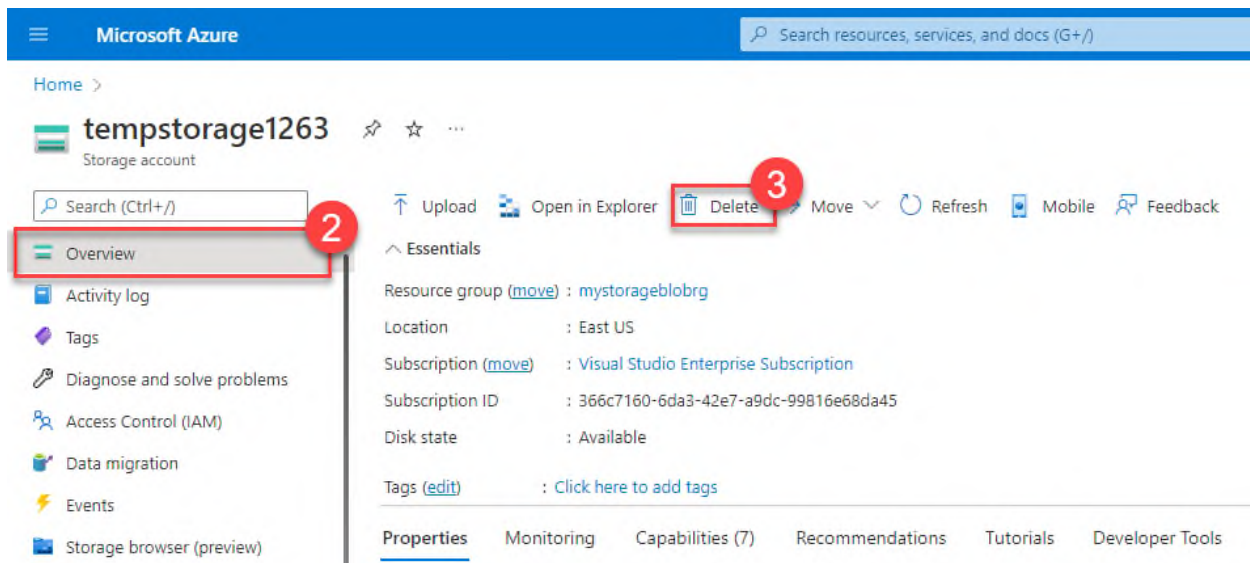 Microsoft Azure
Search resources, services, and docs (G+/)
Home >
tempstorage1263
Storage account
Search (Ctrl+/)
2
Overview
Activity log
Tags
Diagnose and solve problems
Access Control (IAM)
Data migration
Events
Storage browser (preview)
Upload Open in Explorer Delete Move Refresh Mobile Feedback
3
Essentials
Resource group (move) : mystorageblobrg
Location : East US
Subscription (move) : Visual Studio Enterprise Subscription
Subscription ID : 366c7160-6da3-42e7-a9dc-99816e68da45
Disk state : Available
Tags (edit) : Click here to add tags
Properties Monitoring Capabilities (7) Recommendations Tutorials Developer Tools